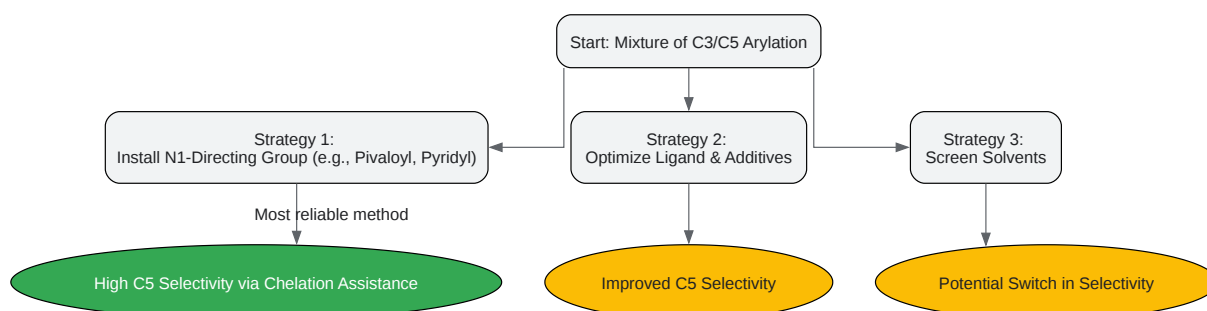 Start: Mixture of C3/C5 Arylation
Strategy 1:
Install N1-Directing Group (e.g., Pivaloyl, Pyridyl)
Strategy 2:
Optimize Ligand & Additives
Strategy 3:
Screen Solvents
Most reliable method
High C5 Selectivity via Chelation Assistance
Improved C5 Selectivity
Potential Switch in Selectivity